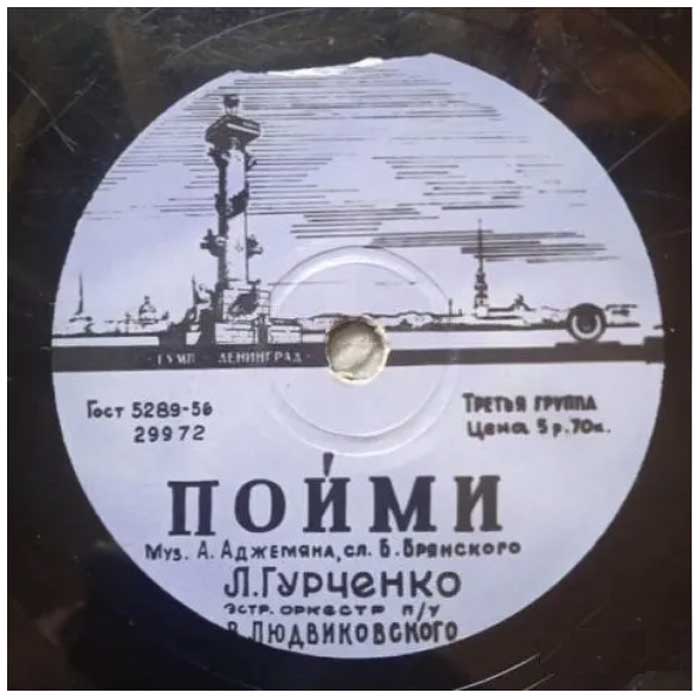 ГУМП - ЛЕНИНГРАД -
Гост 5289-56
29972
ТРЕТЬЯ ГРУППА
Цена 5 р. 70 к.
ПОЙМИ
Муз. А. Аджемяна, сл. Б. Брянского
Л. Гурченко
эстр. оркестр п/у
В. Людвиковского